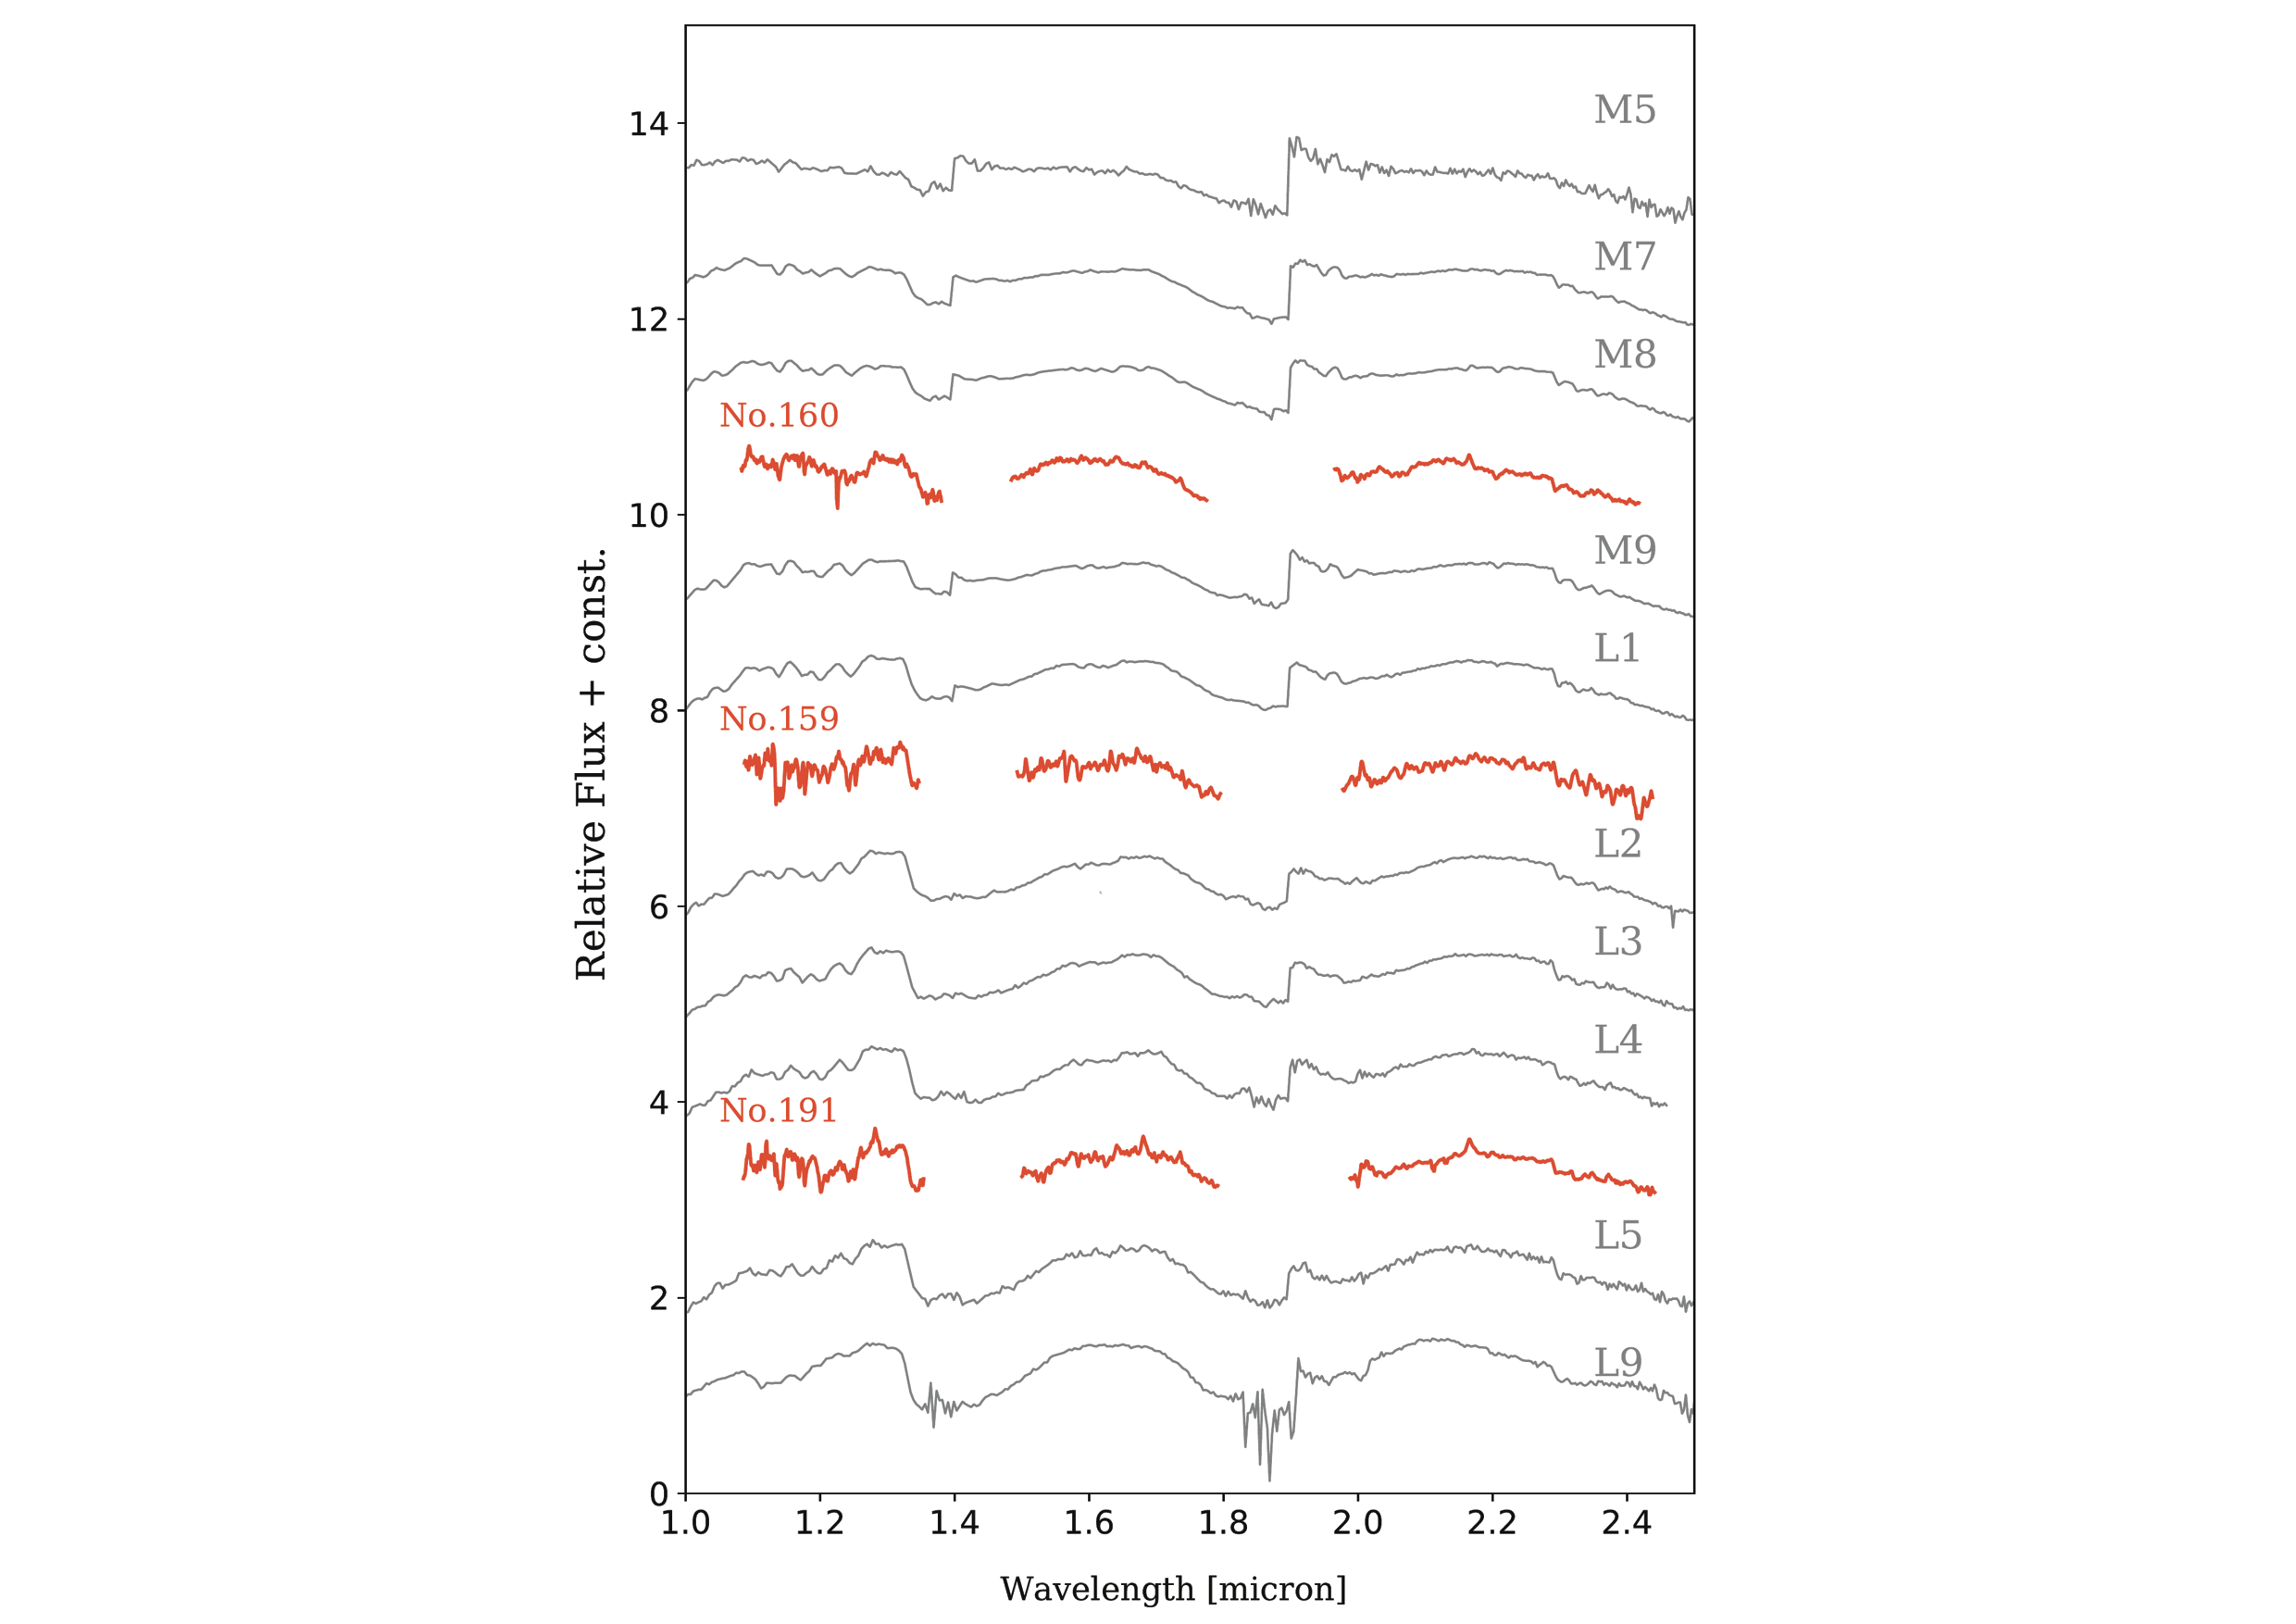 M5
14
M7
12
M8
No.160
10
M9
L1
No.159
8
L2
6
L3
L4
4
No.191
L5
2
L9
0
1.0 1.2 1.4 1.6 1.8 2.0 2.2 2.4
Wavelength [micron]
Relative Flux + const.